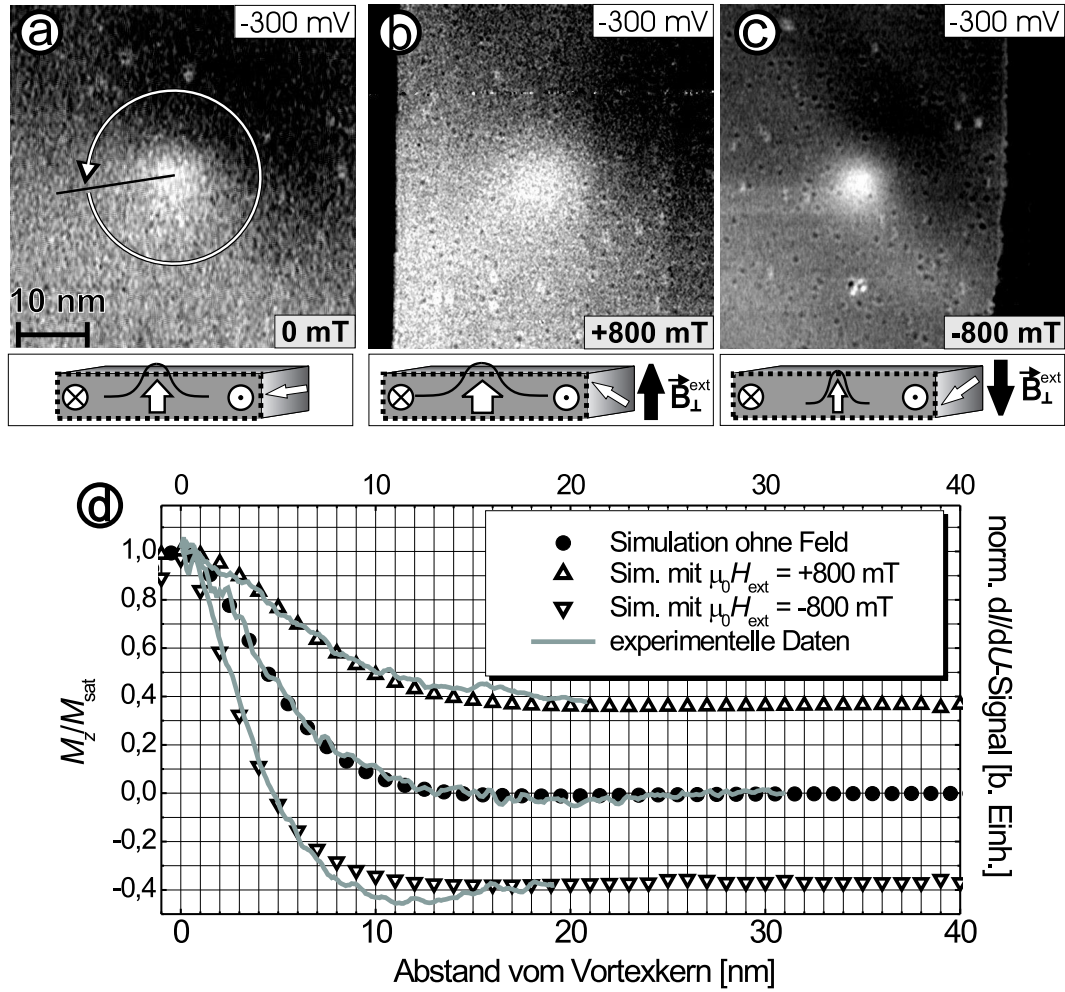 a
-300 mV
b
-300 mV
c
-300 mV
10 nm
0 mT
+800 mT
-800 mT
B⊥ext
B⊥ext
d
0 10 20 30 40
1,0
0,8
0,6
0,4
0,2
0,0
-0,2
-0,4
Mz/Msat
norm. dI/dU-Signal [b. Einh.]
Simulation ohne Feld
Sim. mit μ0Hext = +800 mT
Sim. mit μ0Hext = -800 mT
experimentelle Daten
0 10 20 30 40
Abstand vom Vortexkern [nm]